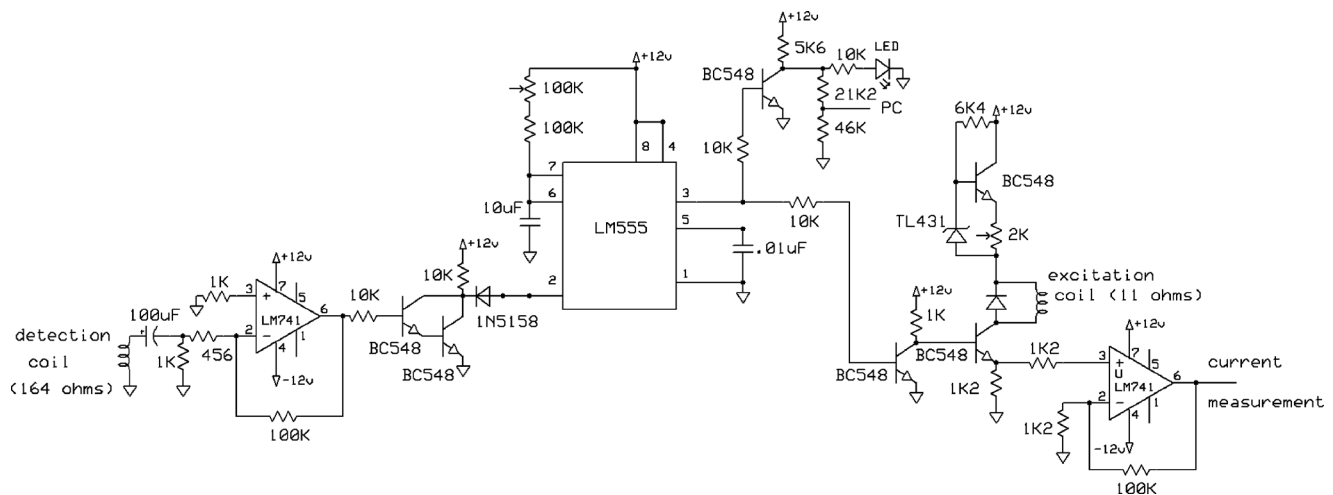 +12v
5K6
10K
LED
BC548
21K2
PC
46K
10K
+12v
100K
100K
8
4
7
6
10uF
LM555
3
5
.01uF
1
2
10K
6K4
+12v
BC548
TL431
2K
excitation
coil (11 ohms)
+12v
1K
BC548
BC548
1K2
1K2
+12v
7
3
+
5
U
LM741
6
2
-
1
4
-12v
1K2
100K
current
measurement
+12v
10K
1N5158
BC548
BC548
10K
+12v
1K
3
7
5
+
LM741
6
2
-
1
4
-12v
100K
100uF
+
456
1K
detection
coil
(164 ohms)